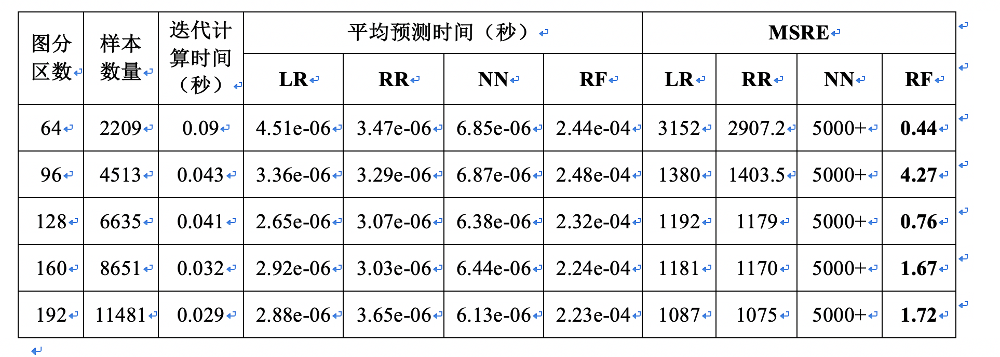 图分区数 样本数量 迭代计算时间（秒） 平均预测时间（秒） MSRE
LR RR NN RF LR RR NN RF
64 2209 0.09 4.51e-06 3.47e-06 6.85e-06 2.44e-04 3152 2907.2 5000+ 0.44
96 4513 0.043 3.36e-06 3.29e-06 6.87e-06 2.48e-04 1380 1403.5 5000+ 4.27
128 6635 0.041 2.65e-06 3.07e-06 6.38e-06 2.32e-04 1192 1179 5000+ 0.76
160 8651 0.032 2.92e-06 3.03e-06 6.44e-06 2.24e-04 1181 1170 5000+ 1.67
192 11481 0.029 2.88e-06 3.65e-06 6.13e-06 2.23e-04 1087 1075 5000+ 1.72